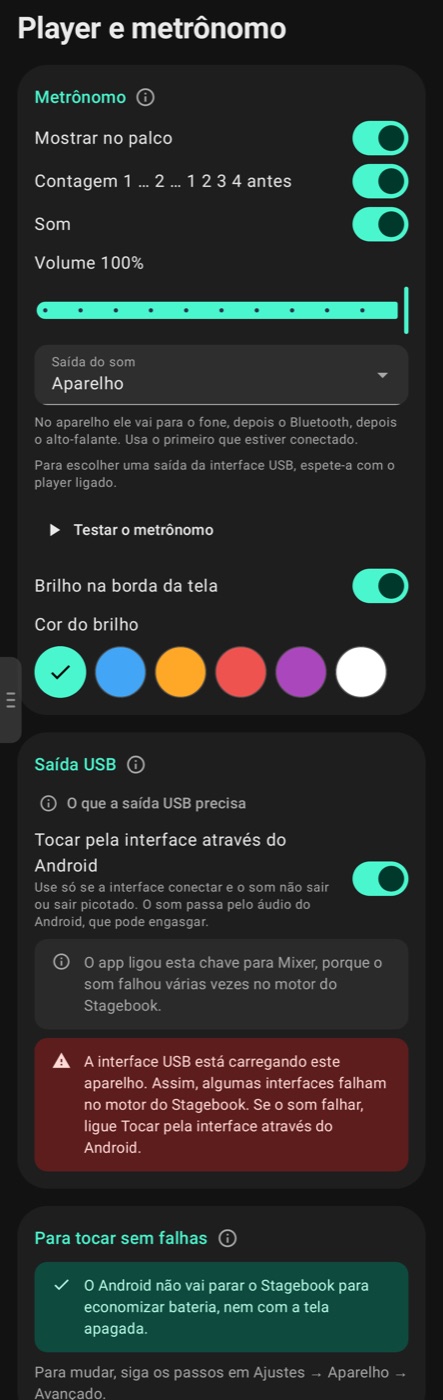 Player e metrônomo
Metrônomo
Mostrar no palco
Contagem 1 ... 2 ... 1 2 3 4 antes
Som
Volume 100%
Saída do som
Aparelho
No aparelho ele vai para o fone, depois o Bluetooth, depois
o alto-falante. Usa o primeiro que estiver conectado.
Para escolher uma saída da interface USB, espete-a com o
player ligado.
Testar o metrônomo
Brilho na borda da tela
Cor do brilho
Saída USB
O que a saída USB precisa
Tocar pela interface através do
Android
Use só se a interface conectar e o som não sair
ou sair picotado. O som passa pelo áudio do
Android, que pode engasgar.
O app ligou esta chave para Mixer, porque o
som falhou várias vezes no motor do
Stagebook.
A interface USB está carregando este
aparelho. Assim, algumas interfaces falham
no motor do Stagebook. Se o som falhar,
ligue Tocar pela interface através do
Android.
Para tocar sem falhas
O Android não vai parar o Stagebook para
economizar bateria, nem com a tela
apagada.
Para mudar, siga os passos em Ajustes → Aparelho →
Avançado.